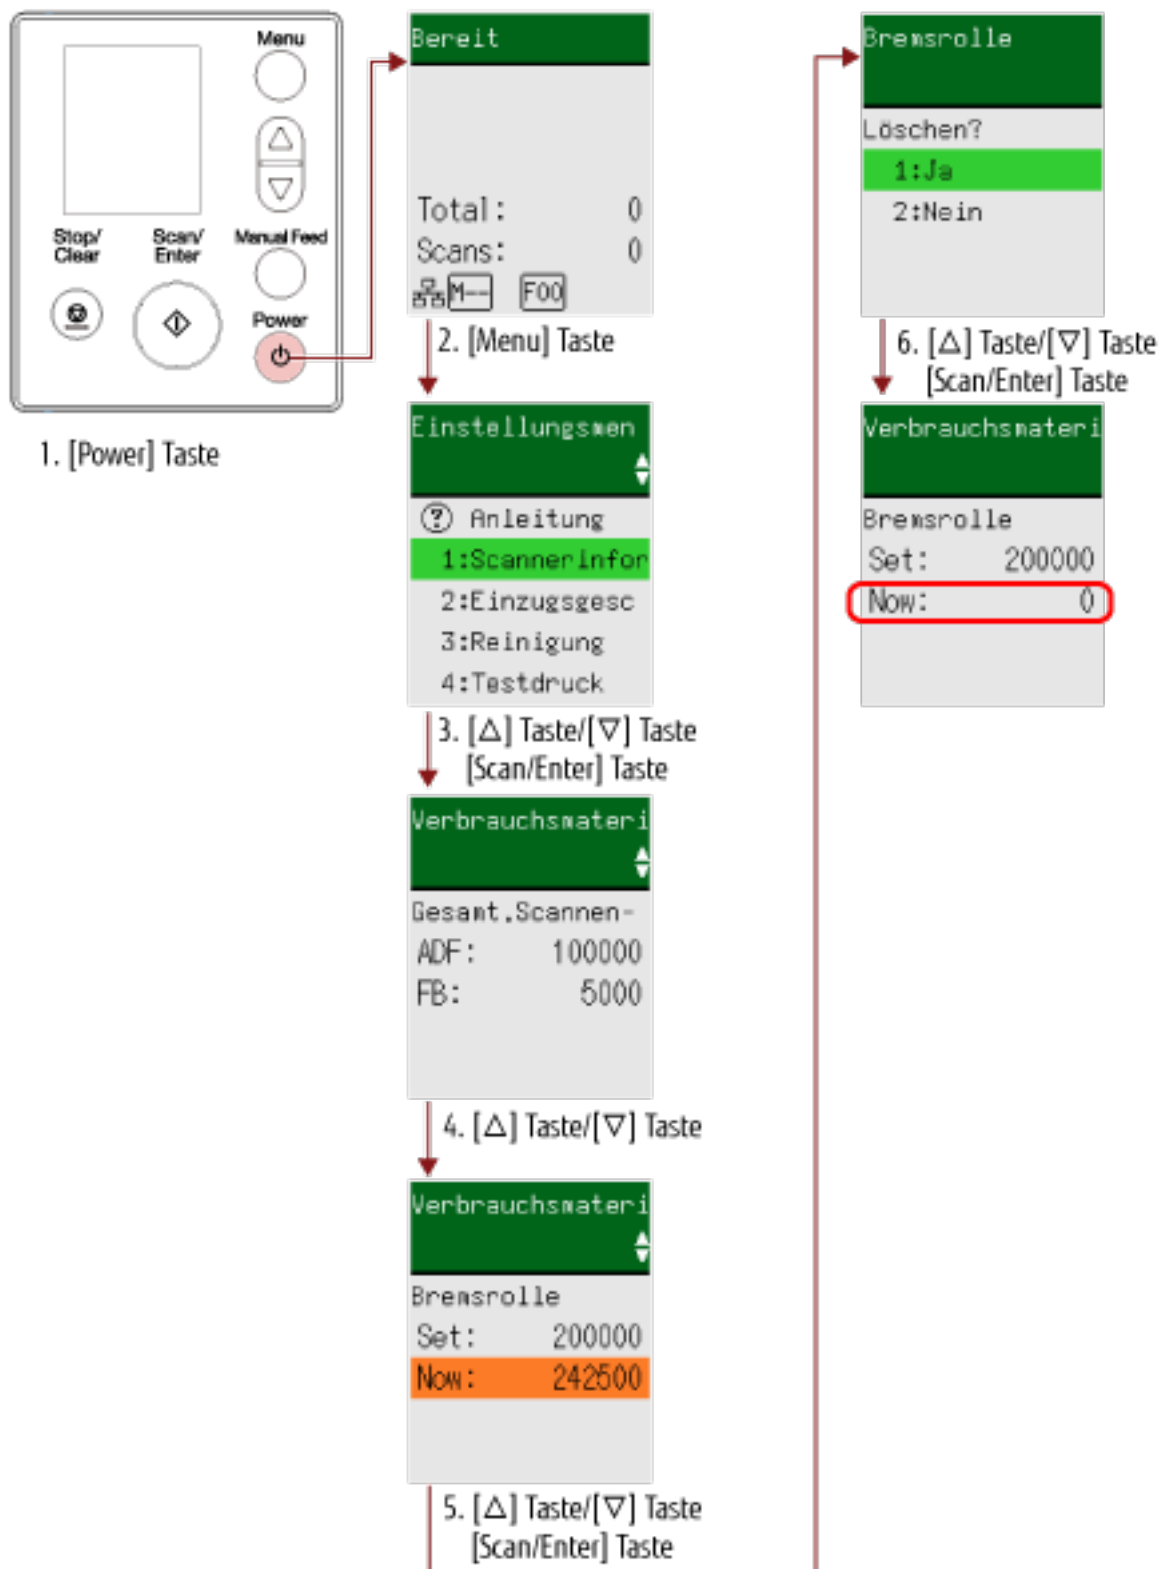 Menu
Stop/
Clear
Scan/
Enter
Manual Feed
Power
1. [Power] Taste
Bereit
Total: 0
Scans: 0
M-- F00
2. [Menu] Taste
Einstellungsmen
? Anleitung
1:Scannerinfor
2:Einzugsgesc
3:Reinigung
4:Testdruck
3. [△] Taste/[▽] Taste
[Scan/Enter] Taste
Verbrauchsmateri
Gesamt.Scannen-
ADF: 100000
FB: 5000
4. [△] Taste/[▽] Taste
Verbrauchsmateri
Bremsrolle
Set: 200000
Now: 242500
5. [△] Taste/[▽] Taste
[Scan/Enter] Taste
Bremsrolle
Löschen?
1:Ja
2:Nein
6. [△] Taste/[▽] Taste
[Scan/Enter] Taste
Verbrauchsmateri
Bremsrolle
Set: 200000
Now: 0